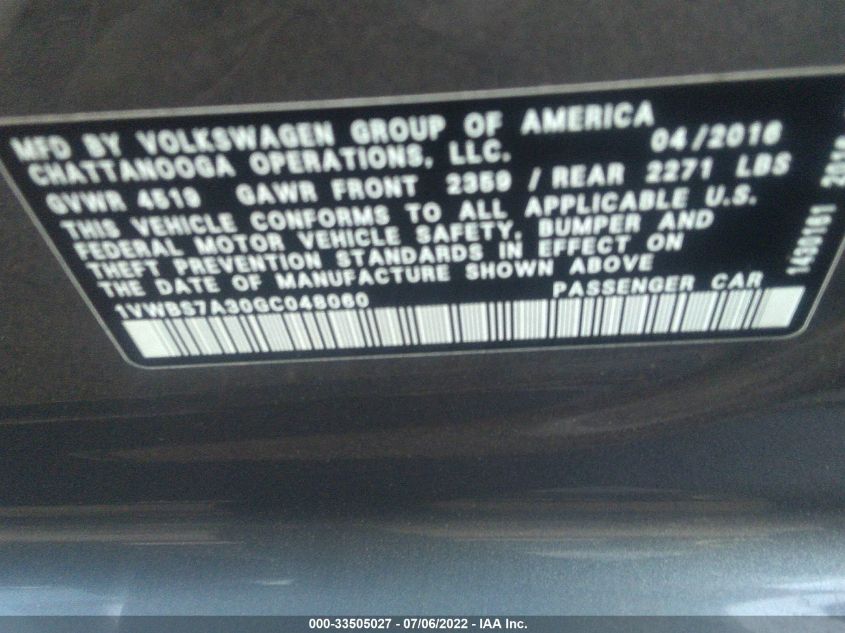 MFD BY VOLKSWAGEN GROUP OF AMERICA 04/2016
CHATTANOOGA OPERATIONS, LLC.
GVWR 4519 GAWR FRONT 2359 / REAR 2271 LBS
THIS VEHICLE CONFORMS TO ALL APPLICABLE U.S.
FEDERAL MOTOR VEHICLE SAFETY, BUMPER AND
THEFT PREVENTION STANDARDS IN EFFECT ON
THE DATE OF MANUFACTURE SHOWN ABOVE
1VWBS7A30GC048060 PASSENGER CAR
000-33505027 - 07/06/2022 - IAA Inc.